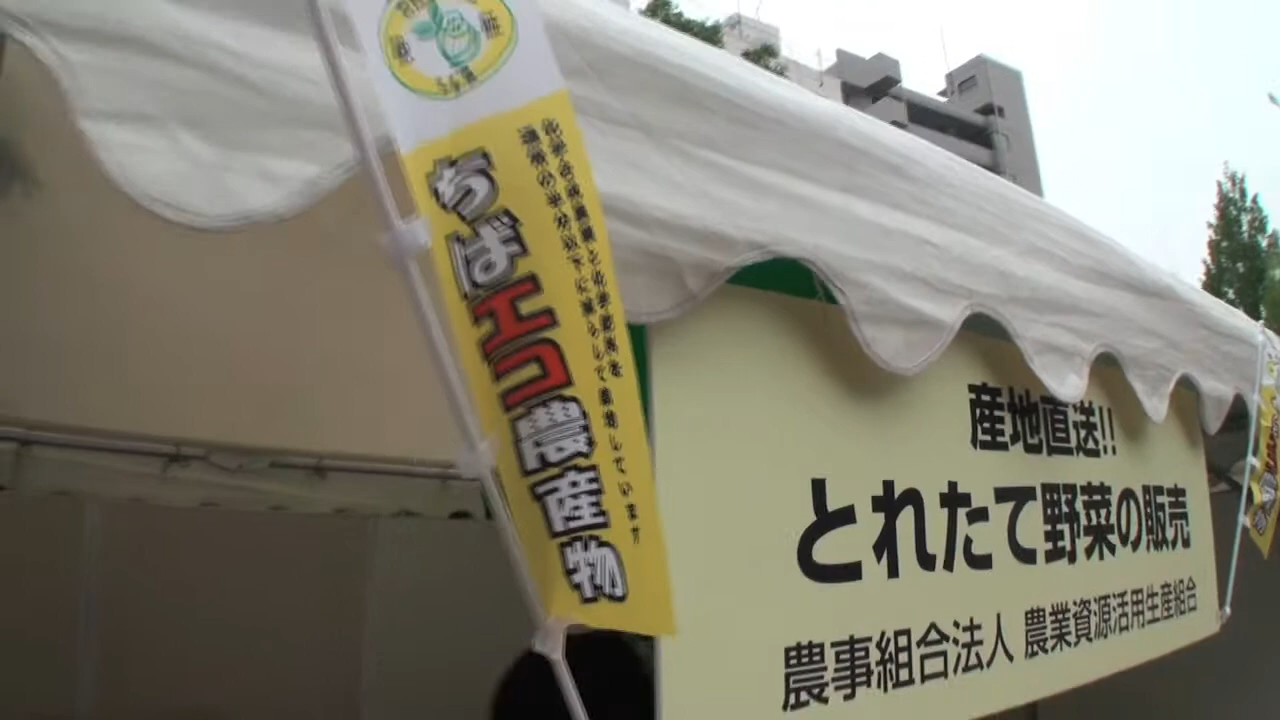 ちばエコ農産物
化学合成農薬と化学肥料を
通常の半分以下に減らして栽培しています
産地直送!!
とれたて野菜の販売
農事組合法人 農業資源活用生産組合